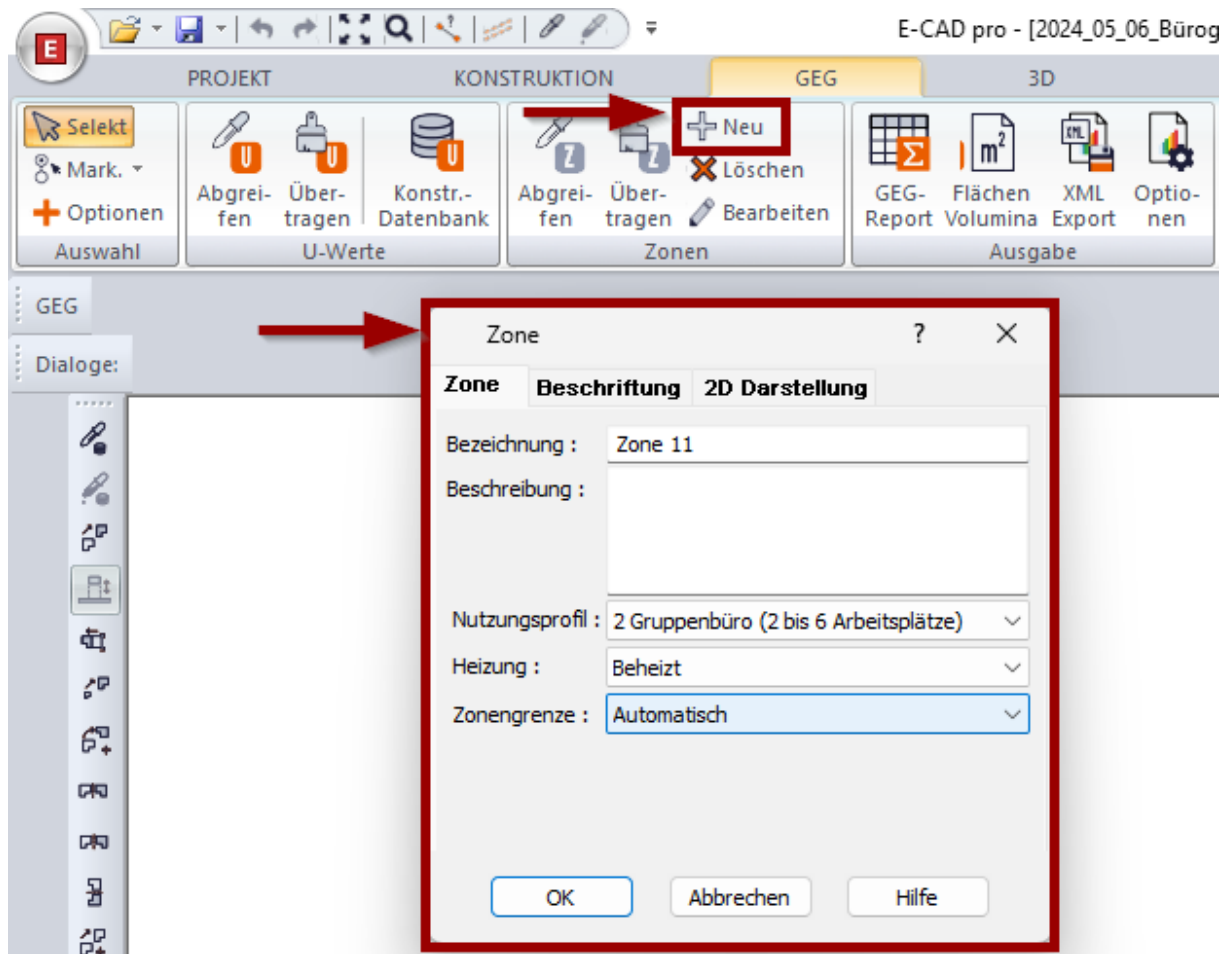 E-CAD pro - [2024_05_06_Bürog
E
PROJEKT KONSTRUKTION GEG 3D
Selekt
Mark.
Optionen
Auswahl
U
Abgrei-
fen
U
Über-
tragen
U
Konstr.-
Datenbank
U-Werte
Z
Abgrei-
fen
Z
Über-
tragen
Neu
Löschen
Bearbeiten
Zonen
Σ
GEG-
Report
m²
Flächen
Volumina
XML
XML
Export
Optio-
nen
Ausgabe
GEG
Dialoge:
Zone ?
Zone Beschriftung 2D Darstellung
Bezeichnung : Zone 11
Beschreibung :
Nutzungsprofil : 2 Gruppenbüro (2 bis 6 Arbeitsplätze)
Heizung : Beheizt
Zonengrenze : Automatisch
OK Abbrechen Hilfe